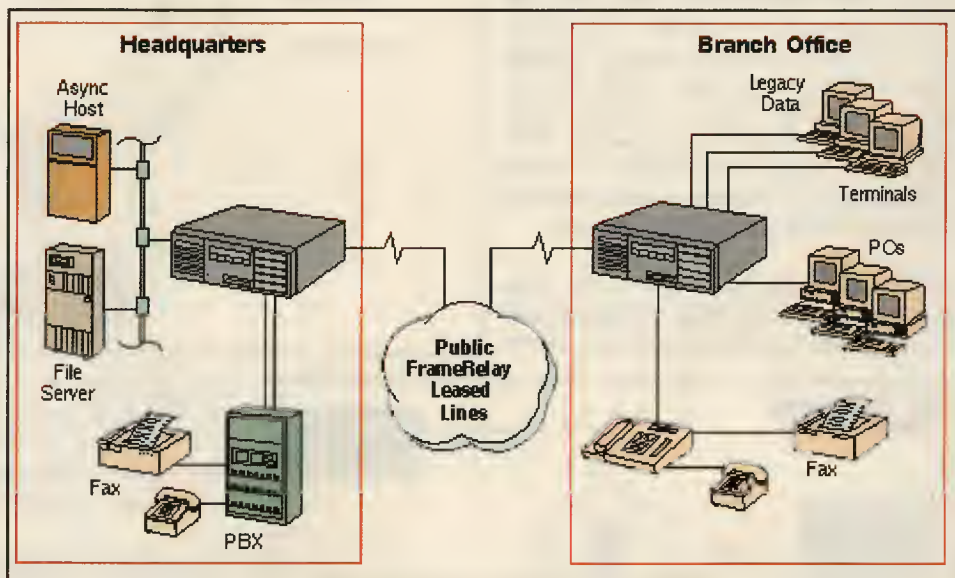 Headquarters
Async
Host
File
Server
Fax
PBX
Public
FrameRelay
Leased
Lines
Branch Office
Legacy
Data
Terminals
PCs
Fax